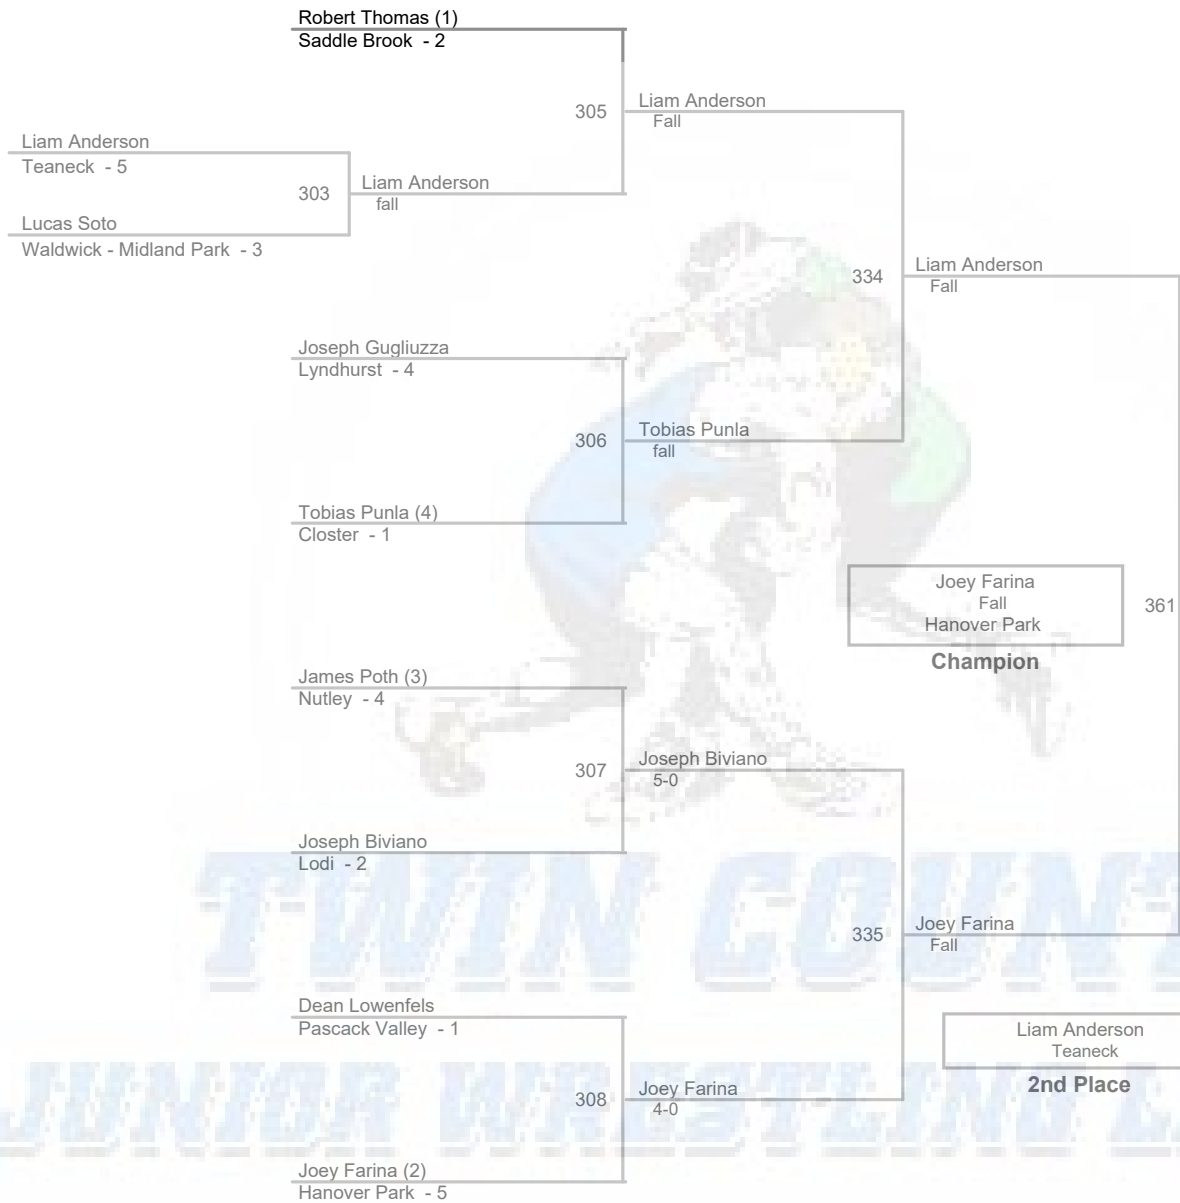 Robert Thomas (1)
Saddle Brook - 2
305
Liam Anderson
Fall
Liam Anderson
Teaneck - 5
303
Liam Anderson
fall
Lucas Soto
Waldwick - Midland Park - 3
334
Liam Anderson
Fall
Joseph Gugliuzza
Lyndhurst - 4
306
Tobias Punla
fall
Tobias Punla (4)
Closter - 1
Joey Farina
Fall
Hanover Park
361
Champion
James Poth (3)
Nutley - 4
307
Joseph Biviano
5-0
Joseph Biviano
Lodi - 2
TWIN COUNT
335
Joey Farina
Fall
Dean Lowenfels
Pascack Valley - 1
Liam Anderson
Teaneck
2nd Place
JUNIOR WRESTLING
308
Joey Farina
4-0
Joey Farina (2)
Hanover Park - 5